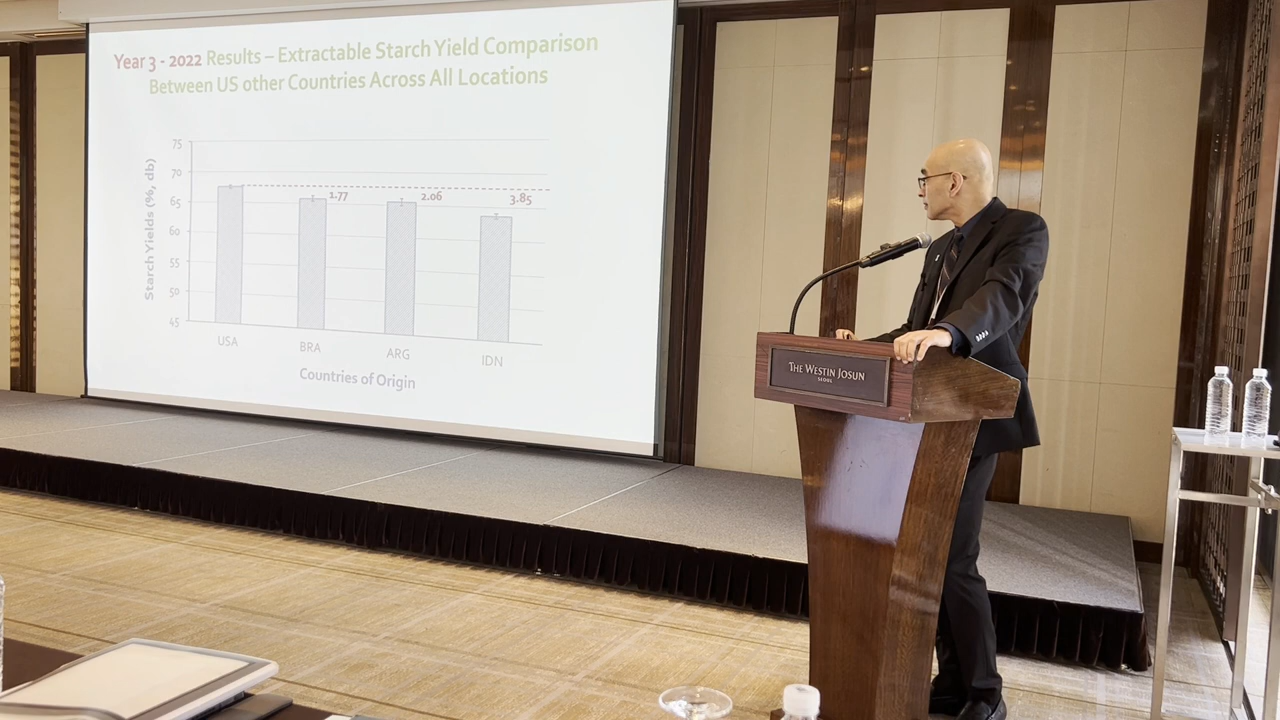 Year 3 - 2022 Results – Extractable Starch Yield Comparison
Between US other Countries Across All Locations
75
70
65
60
55
50
45
Starch Yields (%, db)
1.77
2.06
3.85
USA
BRA
ARG
IDN
Countries of Origin
THE WESTIN JOSUN
SEOUL